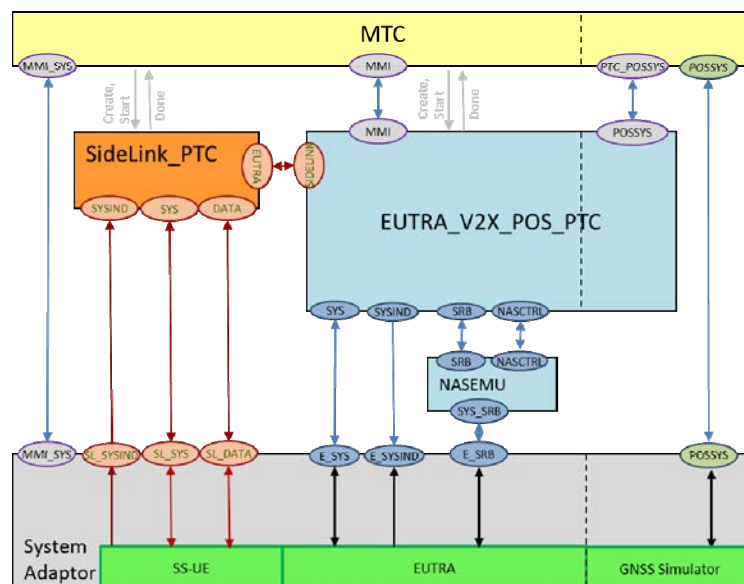 MTC
MMI_SYS
MMI
PTC_POSSYS
POSSYS
Create,
Start
Done
Create,
Start
Done
MMI
POSSYS
SideLink_PTC
EUTRA
SIDELINK
SYSIND
SYS
DATA
EUTRA_V2X_POS_PTC
SYS
SYSIND
SRB
NASCTRL
SRB
NASCTRL
NASEMU
SYS_SRB
MMI_SYS
SL_SYSIND
SL_SYS
SL_DATA
E_SYS
E_SYSIND
E_SRB
POSSYS
System
Adaptor
SS-UE
EUTRA
GNSS Simulator